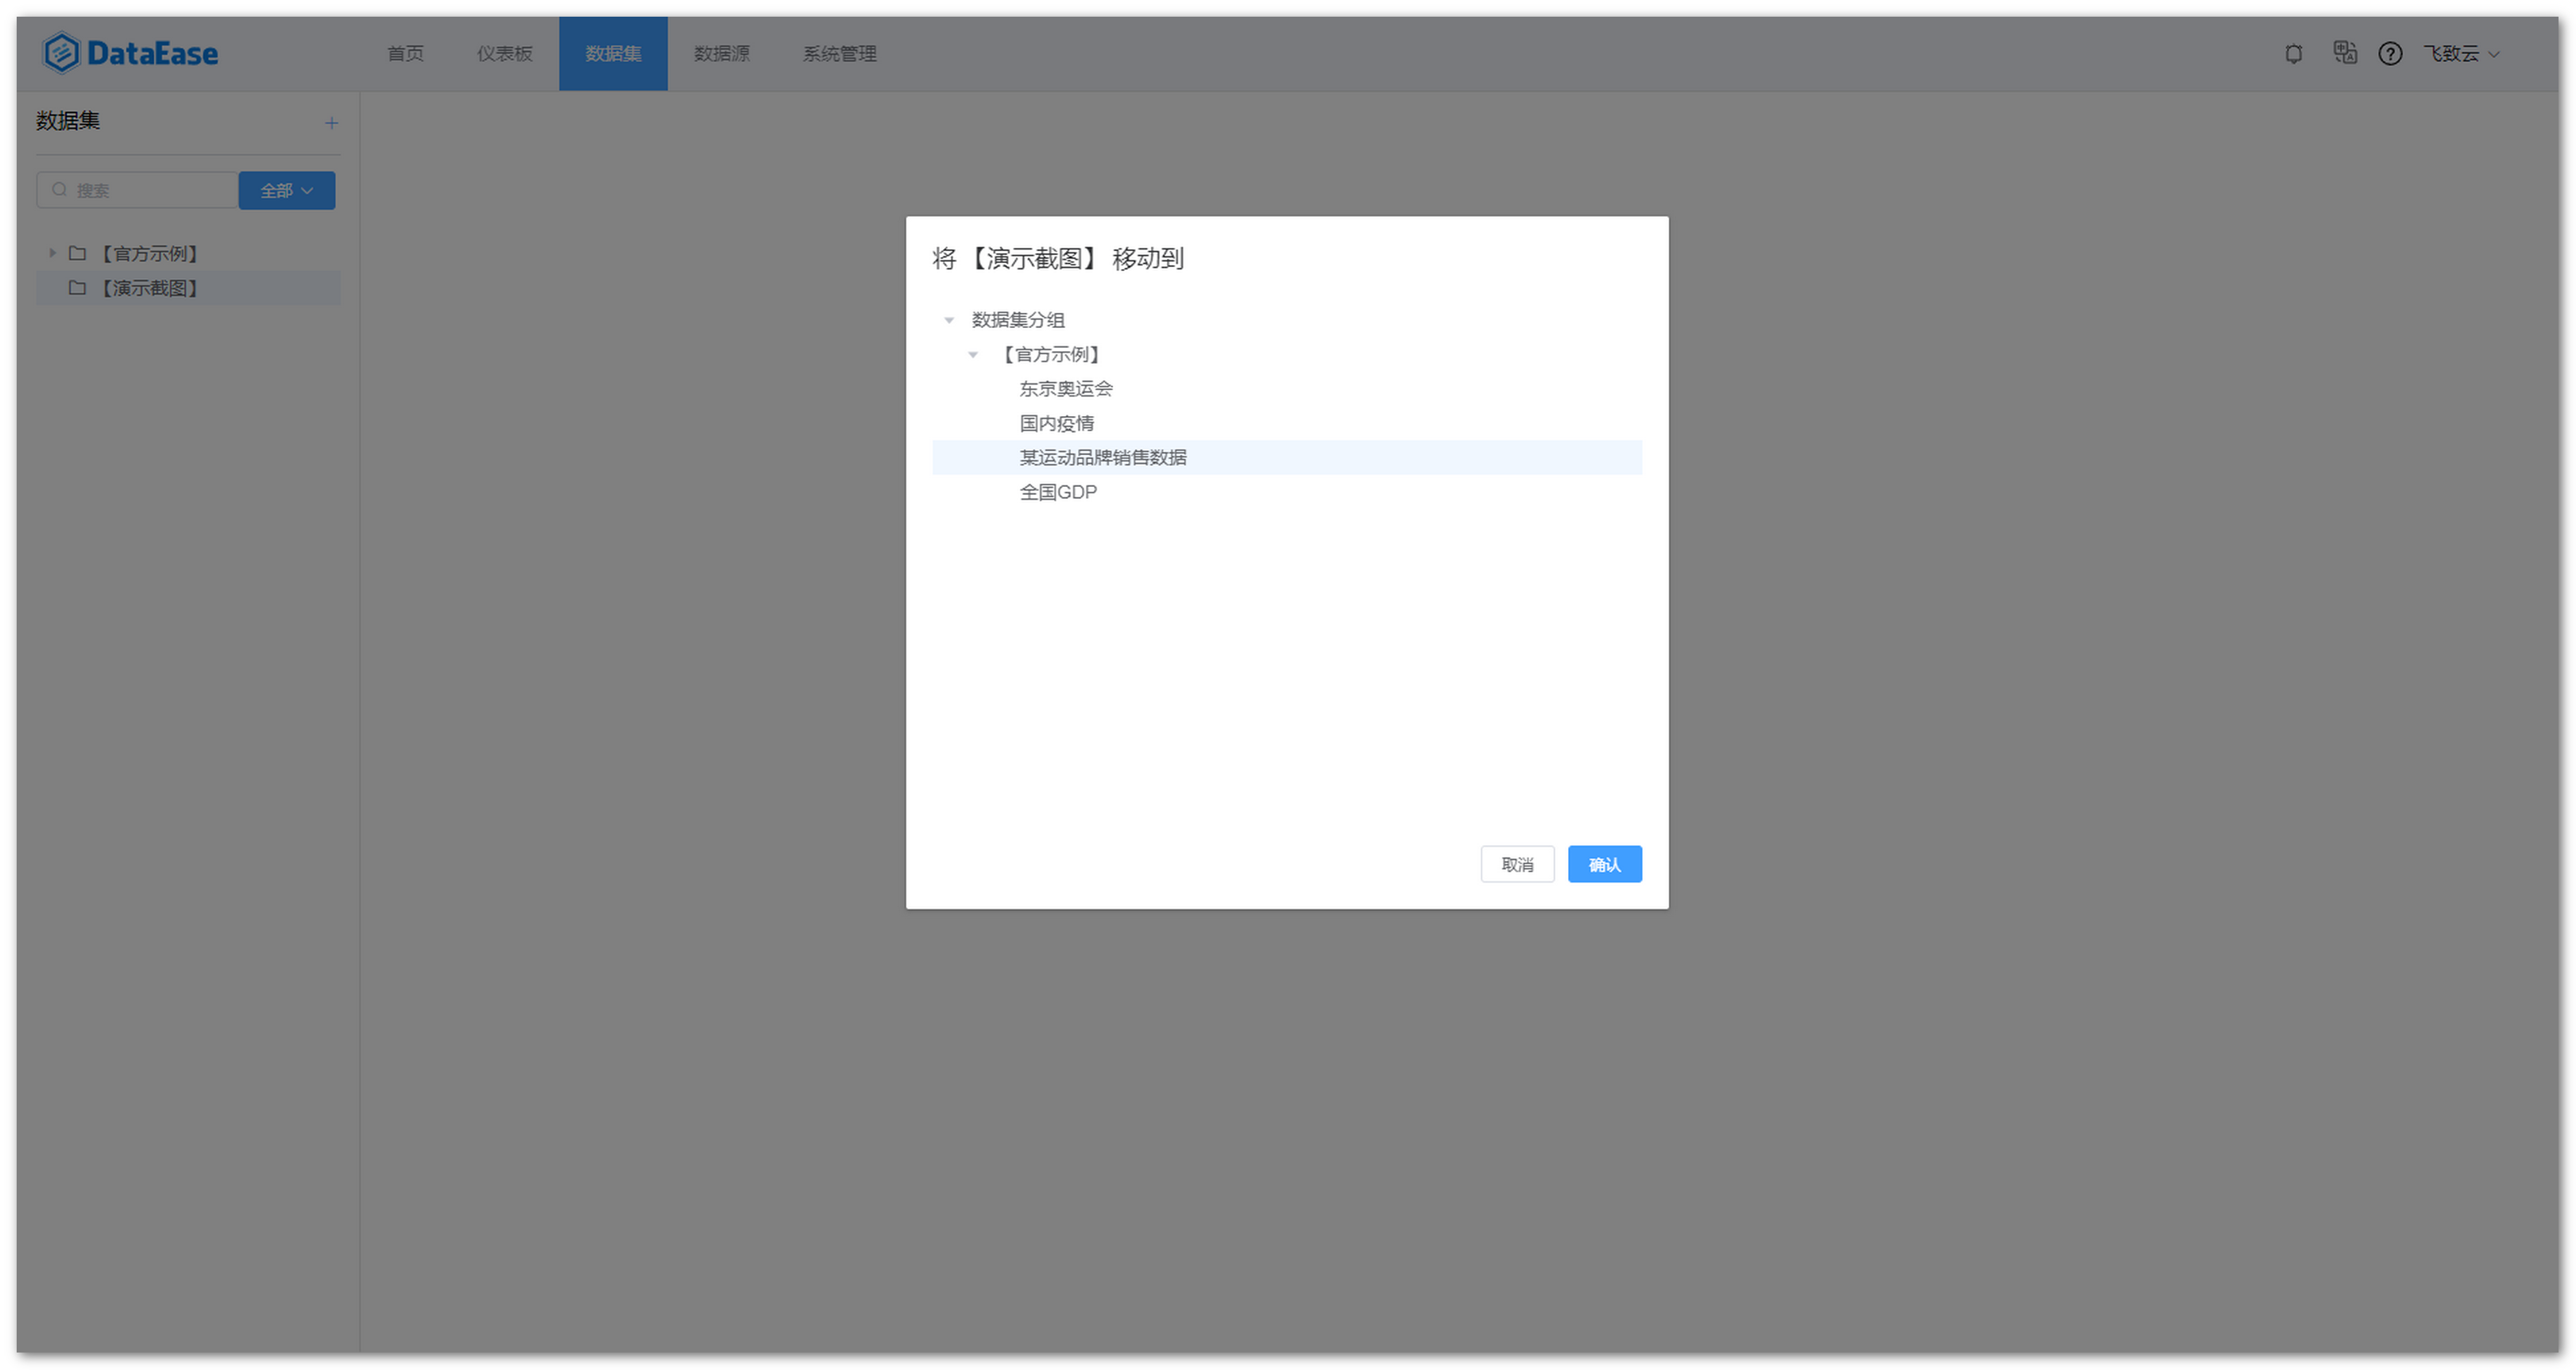 DataEase 首页 仪表板 数据集 数据源 系统管理 飞致云
数据集
搜索 全部
【官方示例】
【演示截图】
将 【演示截图】 移动到
数据集分组
【官方示例】
东京奥运会
国内疫情
某运动品牌销售数据
全国GDP
取消 确认